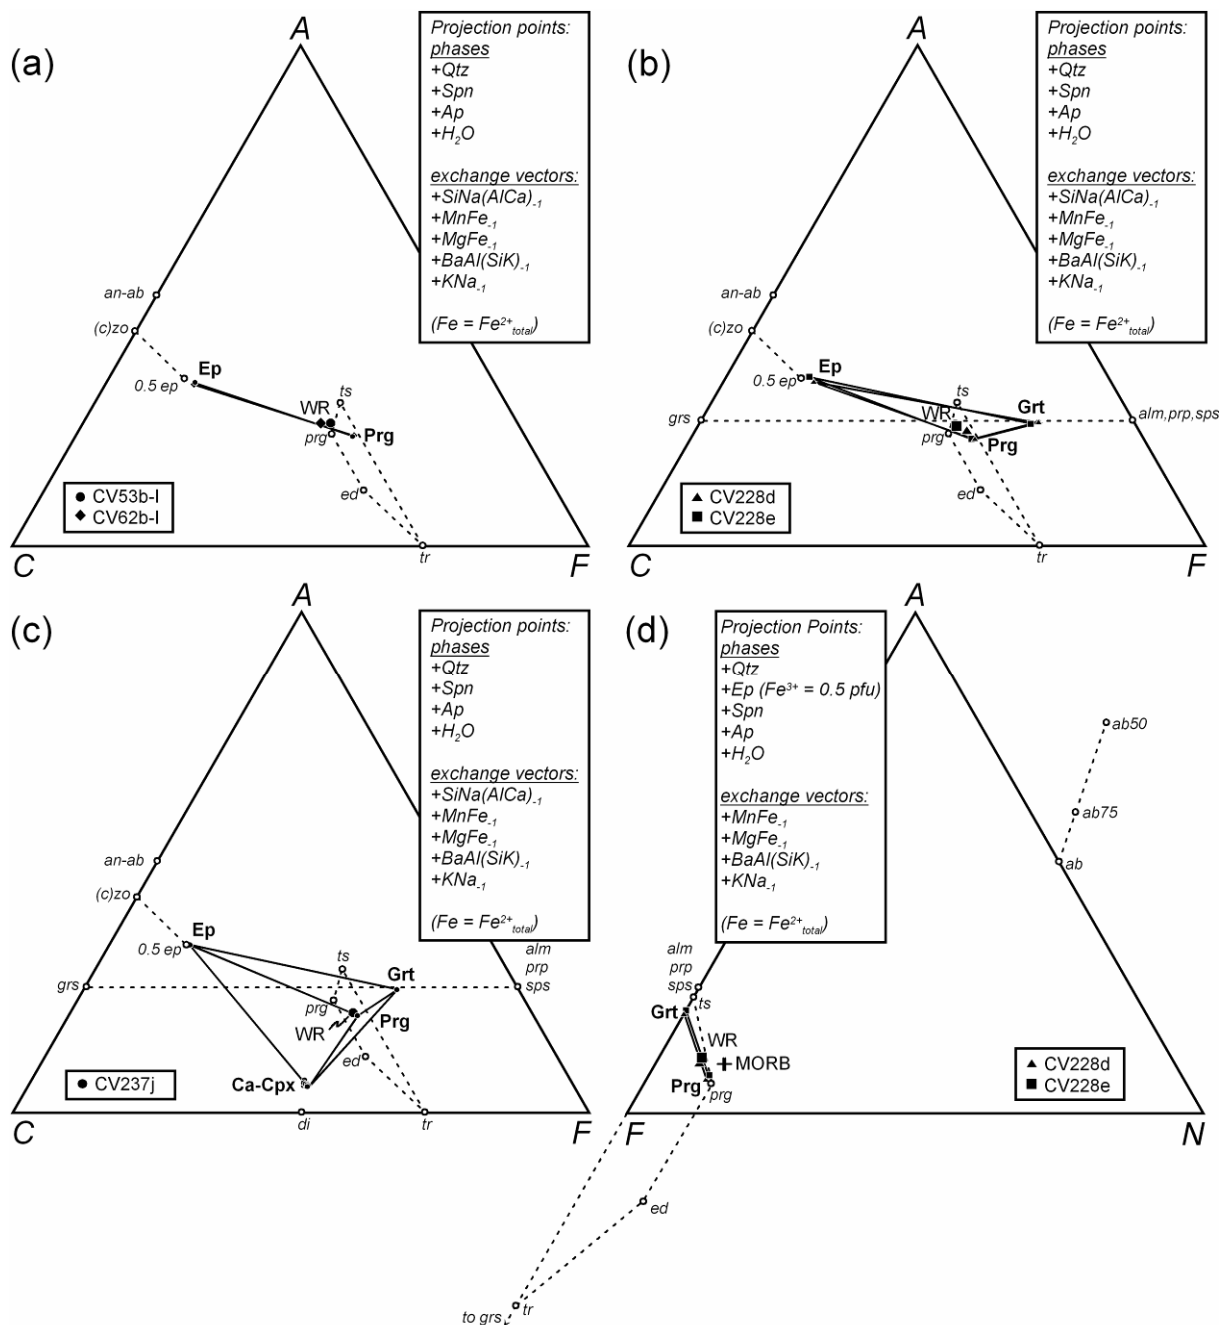 (a)
A
Projection points:
phases
+Qtz
+Spn
+Ap
+H₂O
exchange vectors:
+SiNa(AlCa)₋₁
+MnFe₋₁
+MgFe₋₁
+BaAl(SiK)₋₁
+KNa₋₁
(Fe = Fe²⁺total)
an-ab
(c)zo
0.5 ep
Ep
ts
WR
prg
Prg
ed
CV53b-I
CV62b-I
C
tr
F
(b)
A
Projection points:
phases
+Qtz
+Spn
+Ap
+H₂O
exchange vectors:
+SiNa(AlCa)₋₁
+MnFe₋₁
+MgFe₋₁
+BaAl(SiK)₋₁
+KNa₋₁
(Fe = Fe²⁺total)
an-ab
(c)zo
0.5 ep
Ep
ts
grs
WR
Grt
alm,prp,sps
prg
Prg
ed
CV228d
CV228e
C
tr
F
(c)
A
Projection points:
phases
+Qtz
+Spn
+Ap
+H₂O
exchange vectors:
+SiNa(AlCa)₋₁
+MnFe₋₁
+MgFe₋₁
+BaAl(SiK)₋₁
+KNa₋₁
(Fe = Fe²⁺total)
an-ab
(c)zo
0.5 ep
Ep
ts
alm
prp
sps
grs
Grt
prg
WR
Prg
ed
Ca-Cpx
CV237j
C
di
tr
F
(d)
A
Projection Points:
phases
+Qtz
+Ep (Fe³⁺ = 0.5 pfu)
+Spn
+Ap
+H₂O
exchange vectors:
+MnFe₋₁
+MgFe₋₁
+BaAl(SiK)₋₁
+KNa₋₁
(Fe = Fe²⁺total)
ab50
ab75
ab
alm
prp
sps
ts
Grt
WR
MORB
Prg
prg
CV228d
CV228e
F
N
ed
to grs
tr